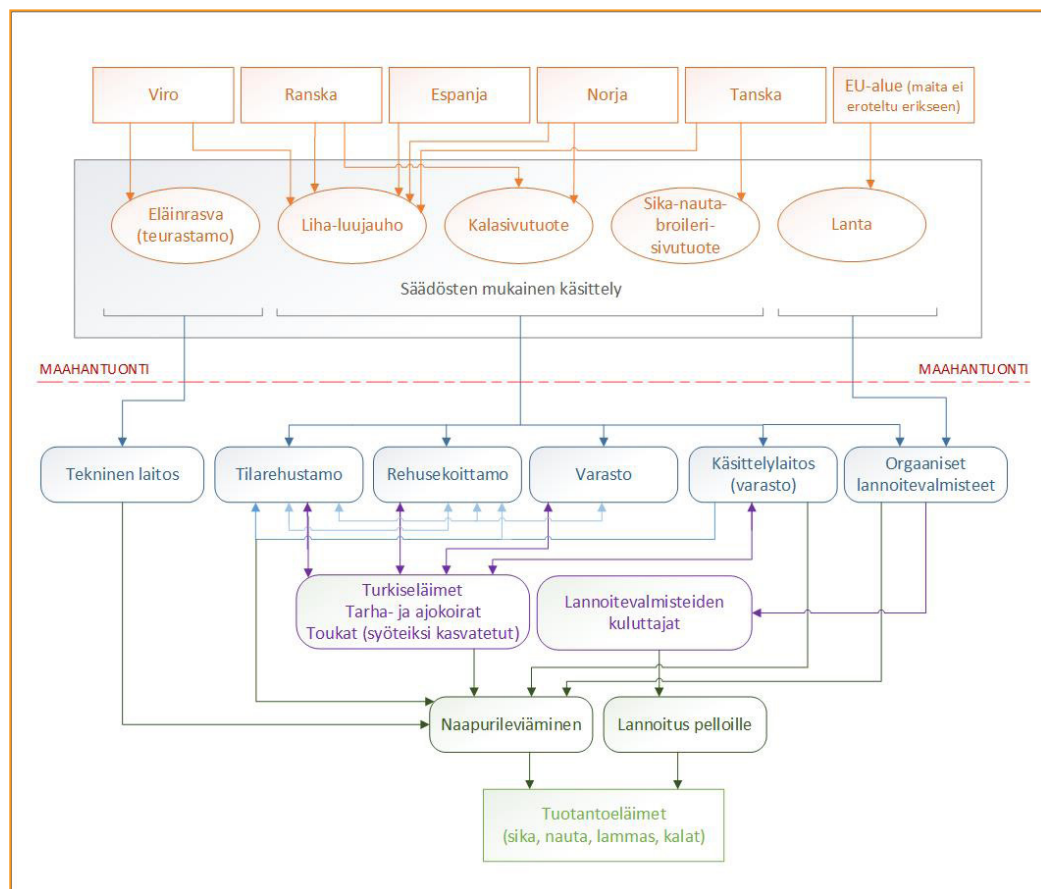 Viro
Ranska
Espanja
Norja
Tanska
EU-alue (maita ei
eroteltu erikseen)
Eläinrasva
(teurastamo)
Liha-luujauho
Kalasivutuote
Sika-nauta-
broileri-
sivutuote
Lanta
Säädösten mukainen käsittely
MAAHANTUONTI
MAAHANTUONTI
Tekninen laitos
Tilarehustamo
Rehusekoittamo
Varasto
Käsittelylaitos
(varasto)
Orgaaniset
lannoitevalmisteet
Turkiseläimet
Tarha- ja ajokoirat
Toukat (syöteiksi kasvatetut)
Lannoitevalmisteiden
kuluttajat
Naapurileviäminen
Lannoitus pelloille
Tuotantoeläimet
(sika, nauta, lammas, kalat)